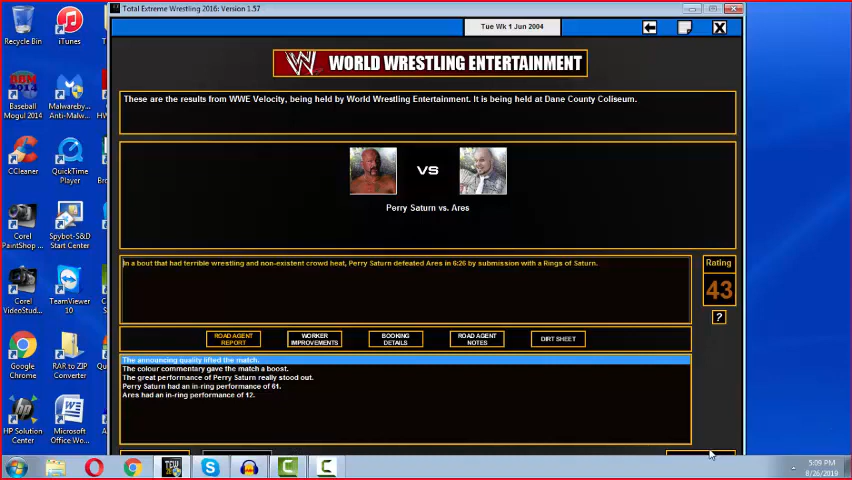 Total Extreme Wrestling 2016: Version 1.57
Tue Wk 1 Jun 2004
WORLD WRESTLING ENTERTAINMENT
These are the results from WWE Velocity, being held by World Wrestling Entertainment. It is being held at Dane County Coliseum.
VS
Perry Saturn vs. Ares
In a bout that had terrible wrestling and non-existent crowd heat, Perry Saturn defeated Ares in 6:26 by submission with a Rings of Saturn.
Rating
43
?
ROAD AGENT REPORT
WORKER IMPROVEMENTS
BOOKING DETAILS
ROAD AGENT NOTES
DIRT SHEET
The announcing quality lifted the match.
The colour commentary gave the match a boost.
The great performance of Perry Saturn really stood out.
Perry Saturn had an in-ring performance of 61.
Ares had an in-ring performance of 12.
Recycle Bin
iTunes
Baseball Mogul 2014
Malwareby... Anti-Malw...
CCleaner
QuickTime Player
Corel PaintShop ...
Spybot-S&D Start Center
Corel VideoStud...
TeamViewer 10
Google Chrome
RAR to ZIP Converter
HP Solution Center
Microsoft Office Wo...
5:09 PM
8/26/2019